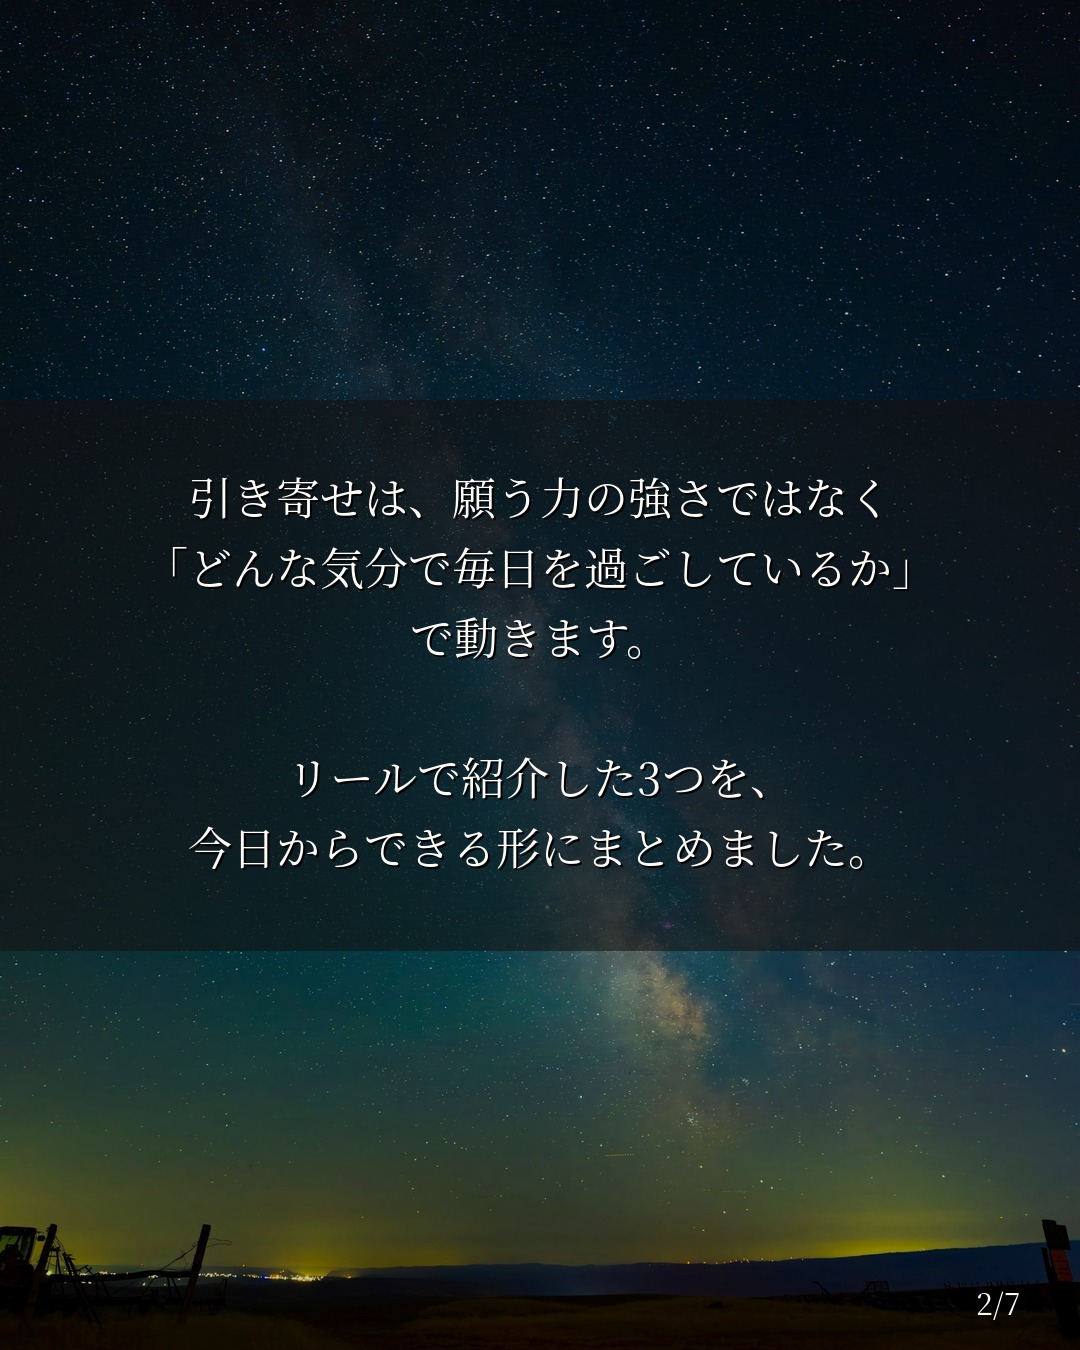 引き寄せは、願う力の強さではなく
「どんな気分で毎日を過ごしているか」
で動きます。
リールで紹介した3つを、
今日からできる形にまとめました。
2/7